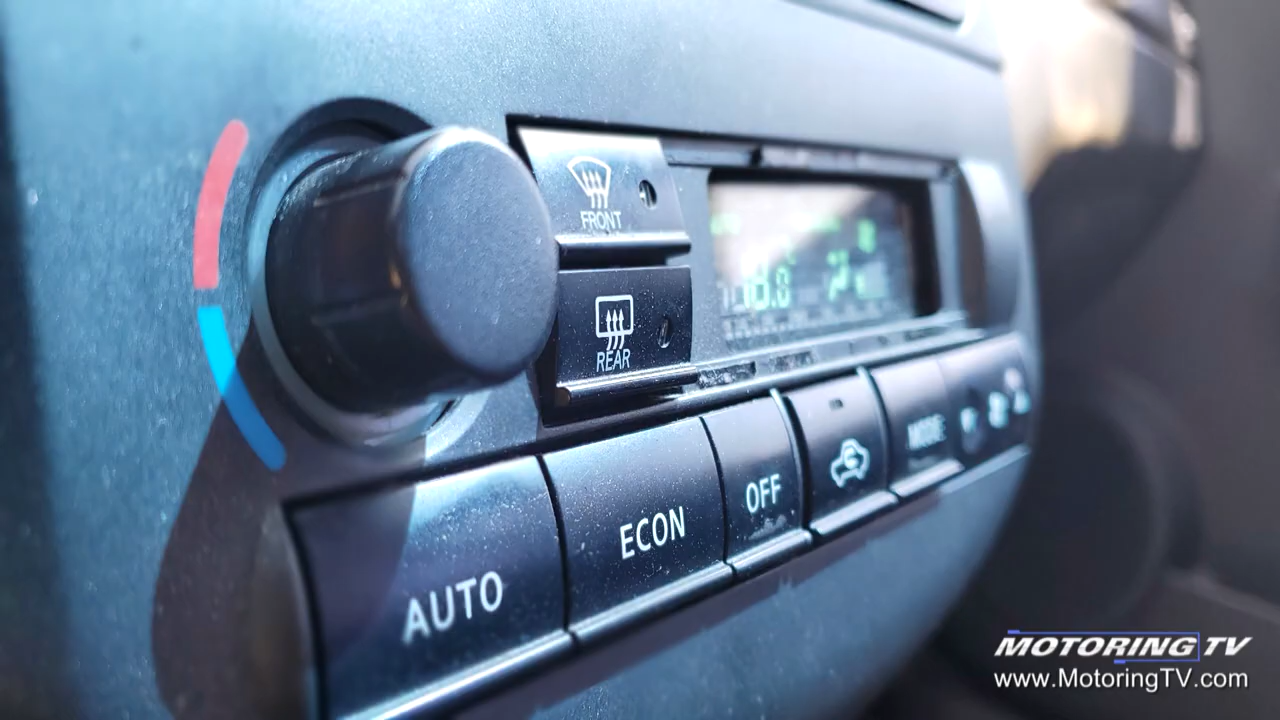 FRONT
REAR
AUTO
ECON
OFF
MODE
MOTORING TV
www.MotoringTV.com